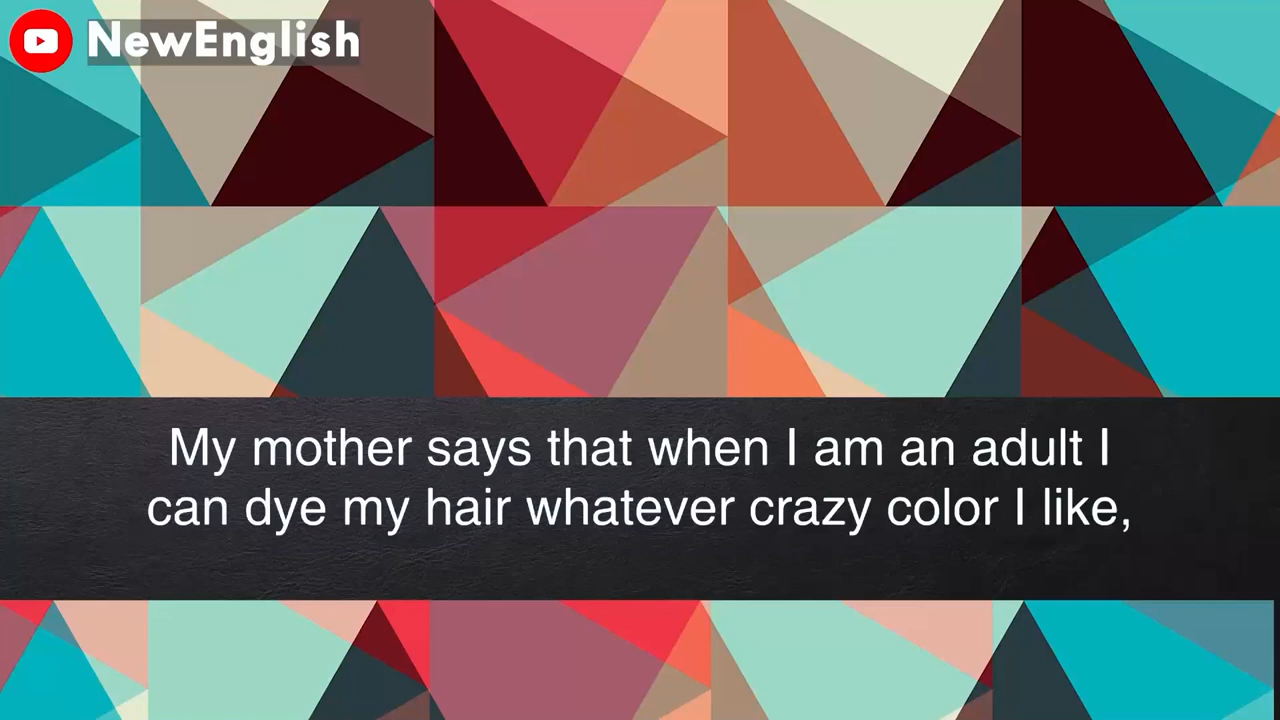 NewEnglish
My mother says that when I am an adult I
can dye my hair whatever crazy color I like,